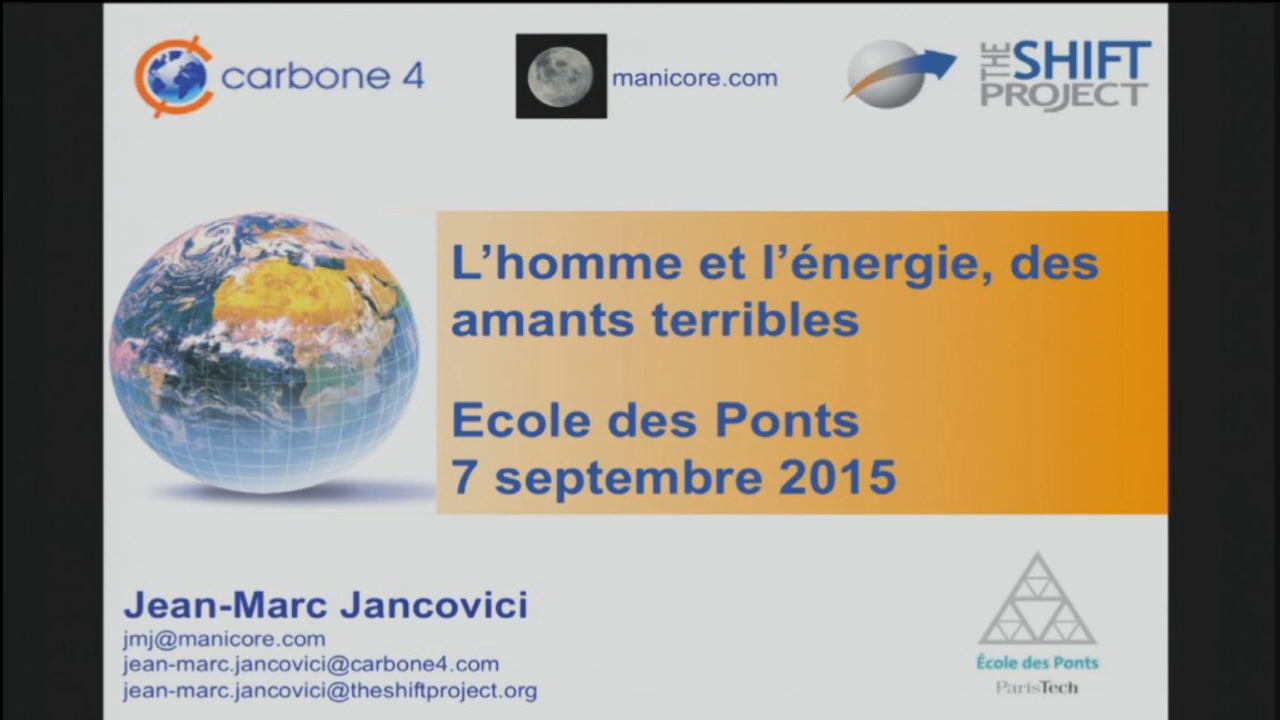 carbone 4
manicore.com
THE SHIFT PROJECT
L'homme et l'énergie, des
amants terribles
Ecole des Ponts
7 septembre 2015
Jean-Marc Jancovici
jmj@manicore.com
jean-marc.jancovici@carbone4.com
jean-marc.jancovici@theshiftproject.org
École des Ponts
ParisTech